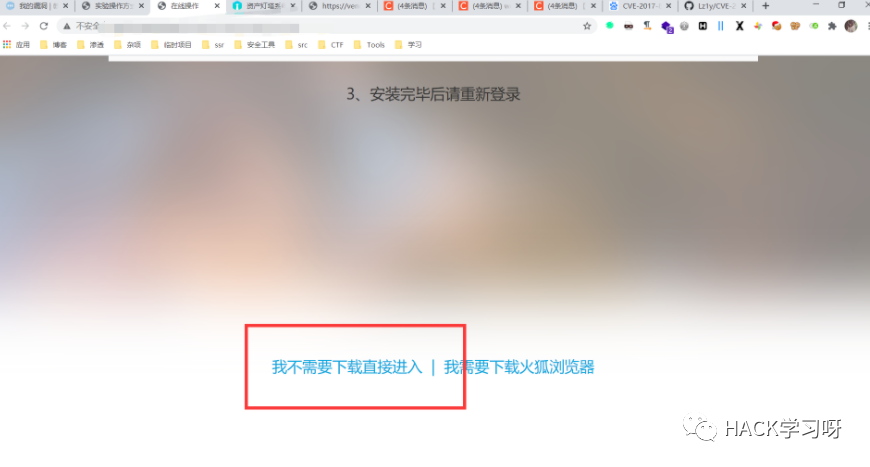 我的漏洞
实验操作方
在线操作
资产灯塔系
https://ven
(4条消息)
(4条消息)
(4条消息)
CVE-2017-
Lz1y/CVE-2
不安全
应用 博客 渗透 杂项 临时项目 ssr 安全工具 src CTF Tools 学习
3、安装完毕后请重新登录
我不需要下载直接进入 | 我需要下载火狐浏览器
HACK学习呀